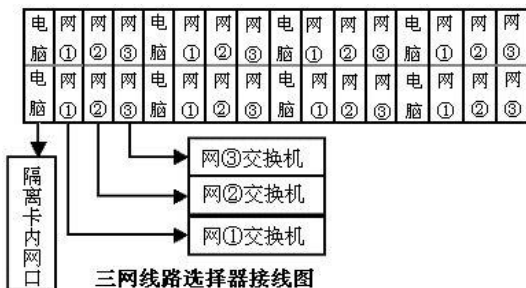 电脑 网① 网② 网③ 电脑 网① 网② 网③ 电脑 网① 网② 网③ 电脑 网① 网② 网③
电脑 网① 网② 网③ 电脑 网① 网② 网③ 电脑 网① 网② 网③ 电脑 网① 网② 网③
隔离卡内网口
网③交换机
网②交换机
网①交换机
三网线路选择器接线图